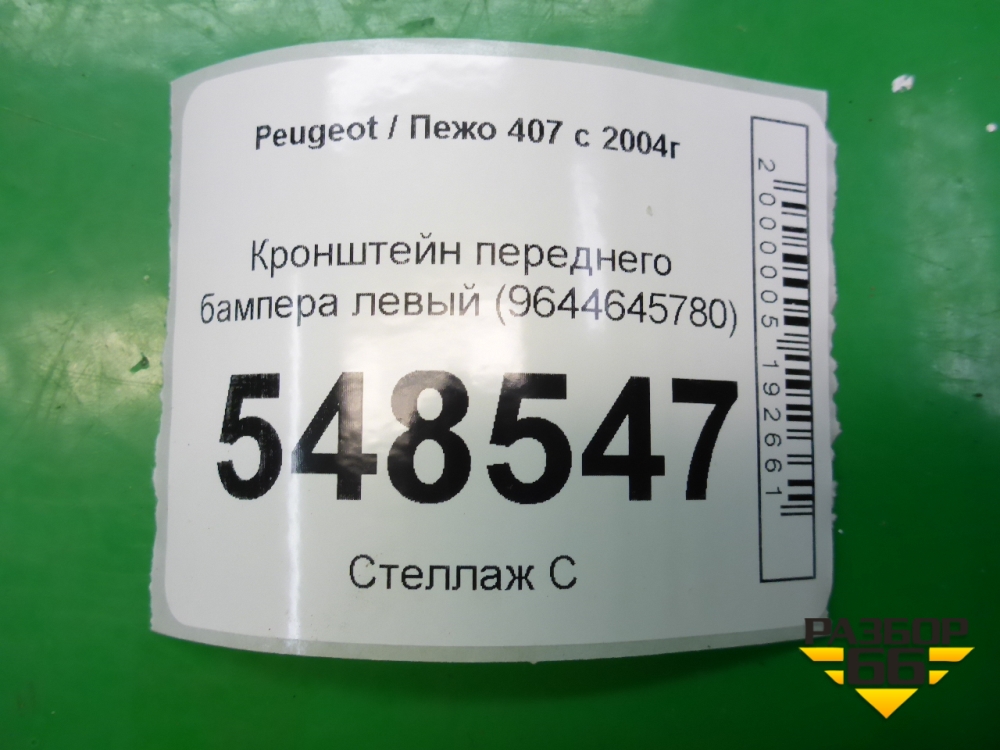 Peugeot / Пежо 407 с 2004г
Кронштейн переднего
бампера левый (9644645780)
548547
Стеллаж С
2000005192661
РАЗБОР
66